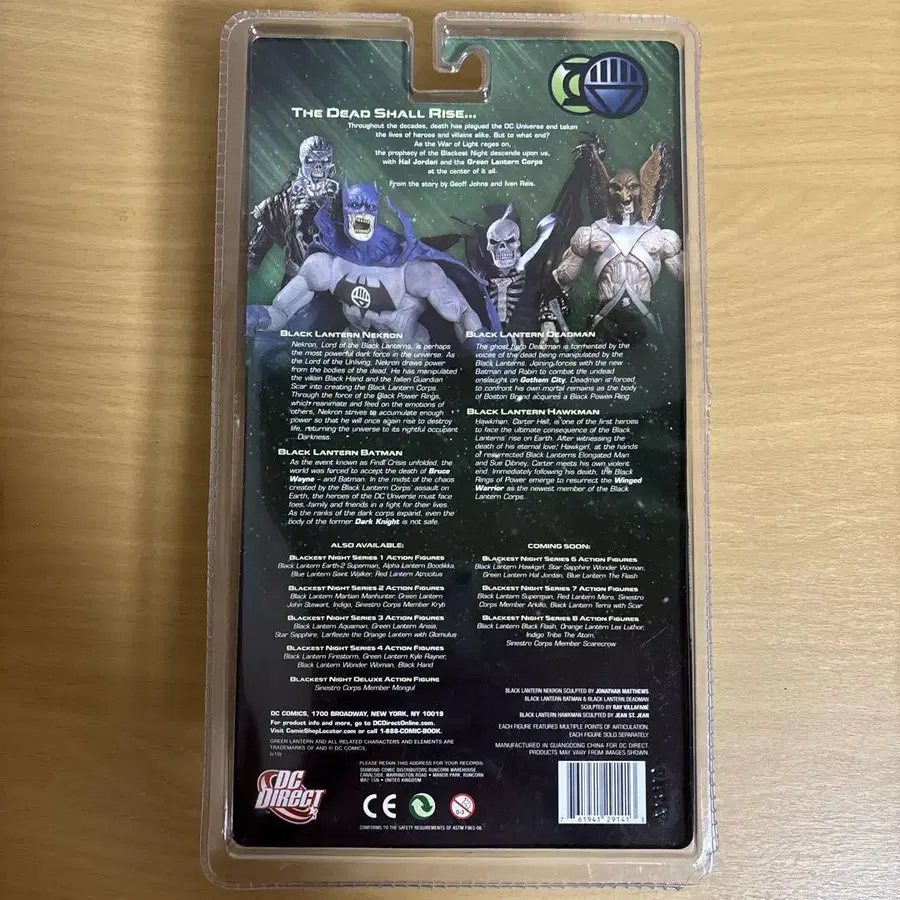 THE DEAD SHALL RISE...
Throughout the decades, death has plagued the DC Universe and taken
the lives of heroes and villains alike. But to what end?
As the War of Light rages on,
the prophecy of the Blackest Night descends upon us,
with Hal Jordan and the Green Lantern Corps
at the center of it all.
From the story by Geoff Johns and Ivan Reis.
BLACK LANTERN NEKRON
Nekron, Lord of the Black Lanterns, is perhaps
the most powerful dark force in the universe. As
the Lord of the Unliving, Nekron draws power
from the bodies of the dead. He has manipulated
the villain Black Hand and the fallen Guardian
Scar into creating the Black Lantern Corps.
Through the force of the Black Power Rings,
which reanimate and feed on the emotions of
others, Nekron strives to accumulate enough
power so that he will once again rise to destroy
life, returning the universe to its rightful occupant
Darkness.
BLACK LANTERN BATMAN
As the event known as Final Crisis unfolded, the
world was forced to accept the death of Bruce
Wayne – and Batman. In the midst of the chaos
created by the Black Lantern Corps' assault on
Earth, the heroes of the DC Universe must face
foes, family and friends in a fight for their lives.
As the ranks of the dark corps expand, even the
body of the former Dark Knight is not safe.
BLACK LANTERN DEADMAN
The ghostly Deadman is tormented by the
voices of the dead being manipulated by the
Black Lanterns. Joining forces with the new
Batman and Robin to combat the undead
onslaught on Gotham City, Deadman is forced
to confront his own mortal remains as the body
of Boston Brand acquires a Black Power Ring
BLACK LANTERN HAWKMAN
Hawkman, Carter Hall, is one of the first heroes
to face the ultimate consequence of the Black
Lanterns' rise on Earth. After witnessing the
death of his eternal love, Hawkgirl, at the hands
of resurrected Black Lanterns Elongated Man
and Sue Dibney, Carter meets his own violent
end. Immediately following his death, the Black
Rings of Power emerge to resurrect the Winged
Warrior as the newest member of the Black
Lantern Corps.
ALSO AVAILABLE:
BLACKEST NIGHT SERIES 1 ACTION FIGURES
Black Lantern Earth-2 Superman, Alpha Lantern Boodikka,
Blue Lantern Saint Walker, Red Lantern Atrocitus
BLACKEST NIGHT SERIES 2 ACTION FIGURES
Black Lantern Martian Manhunter, Green Lantern
John Stewart, Indigo, Sinestro Corps Member Kryb
BLACKEST NIGHT SERIES 3 ACTION FIGURES
Black Lantern Aquaman, Green Lantern Arisia,
Star Sapphire, Larfleeze the Orange Lantern with Glomulus
BLACKEST NIGHT SERIES 4 ACTION FIGURES
Black Lantern Firestorm, Green Lantern Kyle Rayner,
Black Lantern Wonder Woman, Black Hand
BLACKEST NIGHT DELUXE ACTION FIGURE
Sinestro Corps Member Mongul
COMING SOON:
BLACKEST NIGHT SERIES 6 ACTION FIGURES
Black Lantern Hawkgirl, Star Sapphire Wonder Woman,
Green Lantern Hal Jordan, Blue Lantern The Flash
BLACKEST NIGHT SERIES 7 ACTION FIGURES
Black Lantern Superman, Red Lantern Mera, Sinestro
Corps Member Arkillo, Black Lantern Terra with Scar
BLACKEST NIGHT SERIES 8 ACTION FIGURES
Black Lantern Black Flash, Orange Lantern Lex Luthor,
Indigo Tribe The Atom,
Sinestro Corps Member Scarecrow
DC COMICS, 1700 BROADWAY, NEW YORK, NY 10019
For product info and more, go to DCDirectOnline.com.
Visit ComicShopLocator.com or call 1-888-COMIC-BOOK.
GREEN LANTERN AND ALL RELATED CHARACTERS AND ELEMENTS ARE
TRADEMARKS OF AND © DC COMICS.
(s10)
BLACK LANTERN NEKRON SCULPTED BY JONATHAN MATTHEWS
BLACK LANTERN BATMAN & BLACK LANTERN DEADMAN
SCULPTED BY RAY VILLAFANE
BLACK LANTERN HAWKMAN SCULPTED BY JEAN ST. JEAN
EACH FIGURE FEATURES MULTIPLE POINTS OF ARTICULATION.
EACH FIGURE SOLD SEPARATELY
MANUFACTURED IN GUANGDONG CHINA FOR DC DIRECT.
PRODUCTS MAY VARY FROM IMAGES SHOWN.
PLEASE RETAIN THIS ADDRESS FOR YOUR RECORDS:
DIAMOND COMIC DISTRIBUTORS RUNCORN WAREHOUSE
CANALSIDE, WARRINGTON ROAD • MANOR PARK, RUNCORN
WA7 1SN • UNITED KINGDOM
DC DIRECT
CE
0-3
CONFORMS TO THE SAFETY REQUIREMENTS OF ASTM F963-08.
7 61941 29141 3